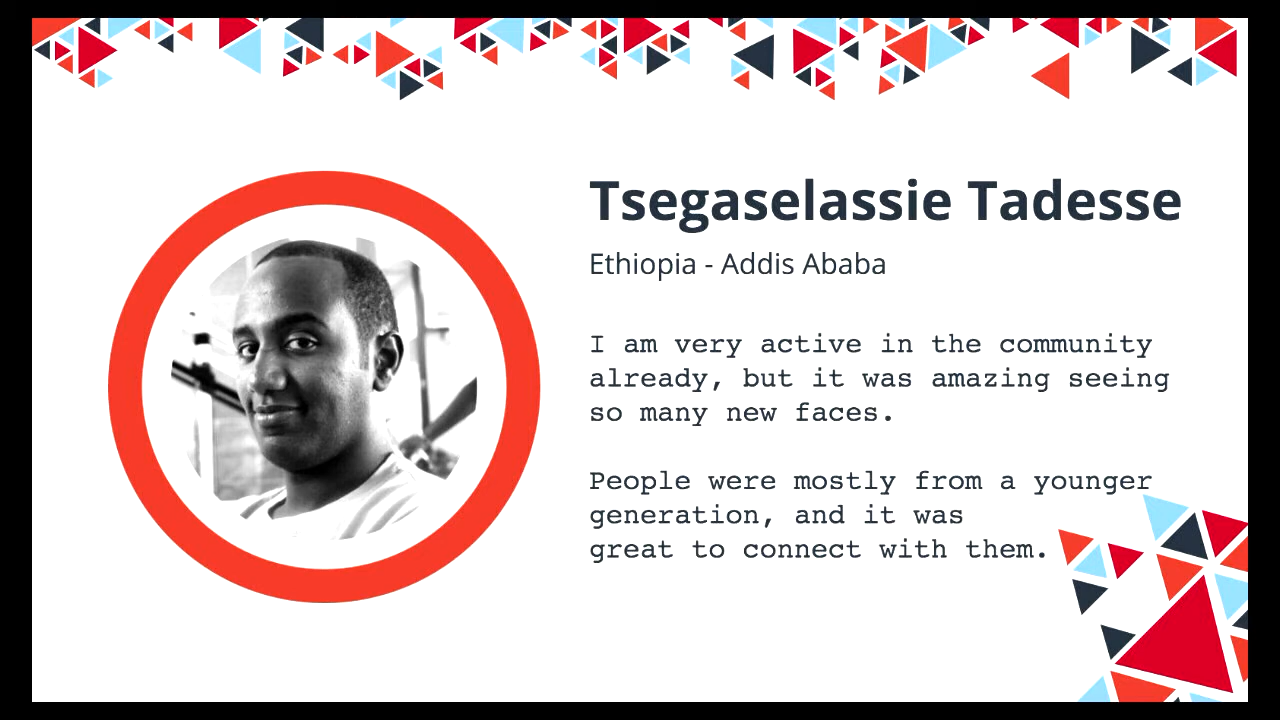 Tsegaselassie Tadesse
Ethiopia - Addis Ababa
I am very active in the community
already, but it was amazing seeing
so many new faces.
People were mostly from a younger
generation, and it was
great to connect with them.